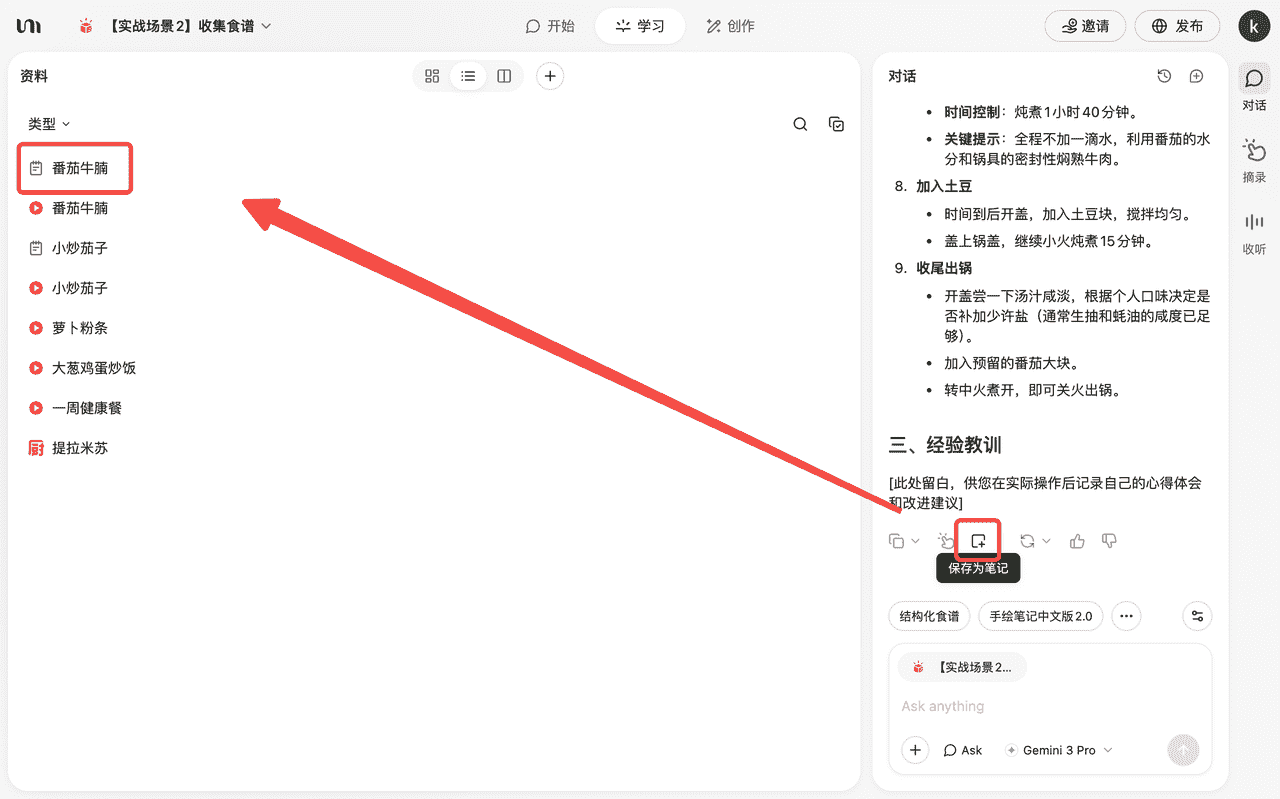 【实战场景2】收集食谱
开始
学习
创作
邀请
发布
k
资料
类型
番茄牛腩
番茄牛腩
小炒茄子
小炒茄子
萝卜粉条
大葱鸡蛋炒饭
一周健康餐
厨 提拉米苏
对话
• 时间控制：炖煮1小时40分钟。
• 关键提示：全程不加一滴水，利用番茄的水
分和锅具的密封性焖熟牛肉。
8. 加入土豆
• 时间到后开盖，加入土豆块，搅拌均匀。
• 盖上锅盖，继续小火炖煮15分钟。
9. 收尾出锅
• 开盖尝一下汤汁咸淡，根据个人口味决定是
否补加少许盐（通常生抽和蚝油的咸度已足
够）。
• 加入预留的番茄大块。
• 转中火煮开，即可关火出锅。
三、经验教训
[此处留白，供您在实际操作后记录自己的心得体会
和改进建议]
保存为笔记
结构化食谱
手绘笔记中文版2.0
【实战场景2...
Ask anything
Ask
Gemini 3 Pro
对话
摘录
收听